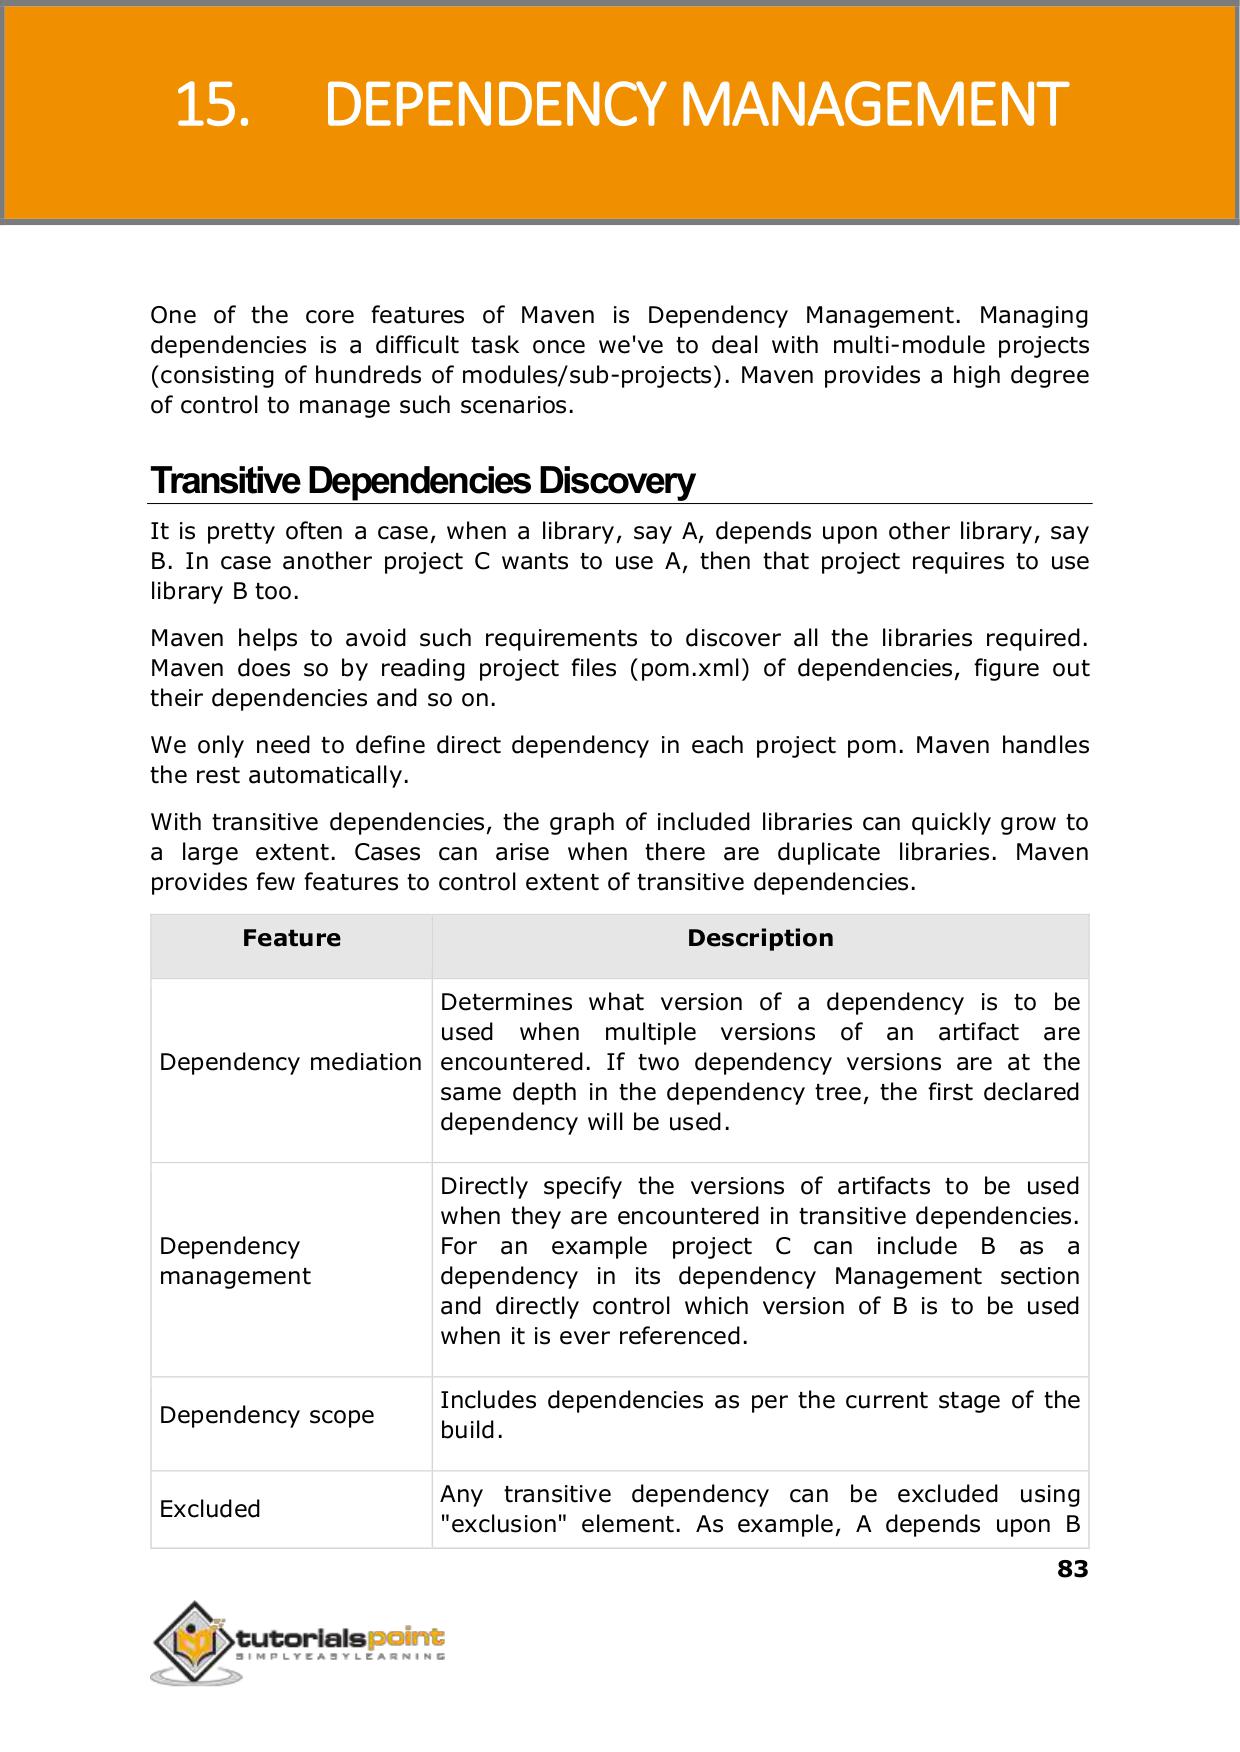 15. DEPENDENCY MANAGEMENT
One of the core features of Maven is Dependency Management. Managing
dependencies is a difficult task once we've to deal with multi-module projects
(consisting of hundreds of modules/sub-projects). Maven provides a high degree
of control to manage such scenarios.
Transitive Dependencies Discovery
It is pretty often a case, when a library, say A, depends upon other library, say
B. In case another project C wants to use A, then that project requires to use
library B too.
Maven helps to avoid such requirements to discover all the libraries required.
Maven does so by reading project files (pom.xml) of dependencies, figure out
their dependencies and so on.
We only need to define direct dependency in each project pom. Maven handles
the rest automatically.
With transitive dependencies, the graph of included libraries can quickly grow to
a large extent. Cases can arise when there are duplicate libraries. Maven
provides few features to control extent of transitive dependencies.
Feature
Description
Dependency mediation
Determines what version of a dependency is to be
used when multiple versions of an artifact are
encountered. If two dependency versions are at the
same depth in the dependency tree, the first declared
dependency will be used.
Dependency
management
Directly specify the versions of artifacts to be used
when they are encountered in transitive dependencies.
For an example project C can include B as a
dependency in its dependency Management section
and directly control which version of B is to be used
when it is ever referenced.
Dependency scope
Includes dependencies as per the current stage of the
build.
Excluded
Any transitive dependency can be excluded using
"exclusion" element. As example, A depends upon B
83
tutorialspoint
SIMPLYEASYLEARNING